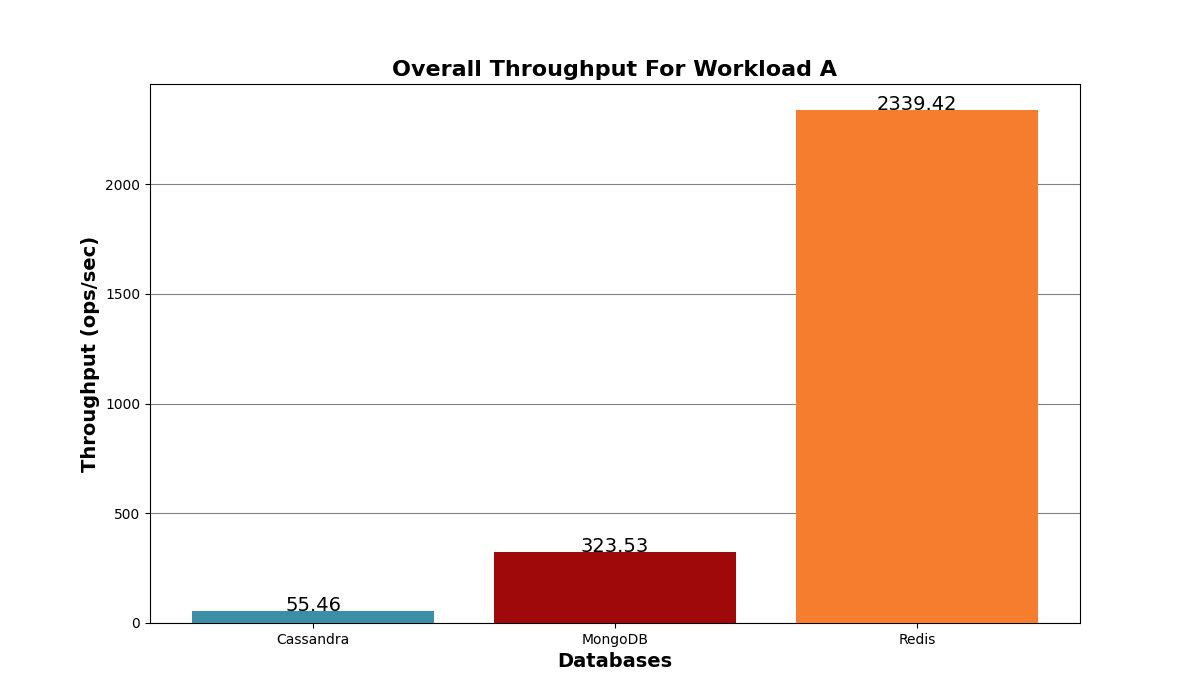 Overall Throughput For Workload A
2339.42
2000
1500
1000
500
0
Throughput (ops/sec)
323.53
55.46
Cassandra
MongoDB
Redis
Databases